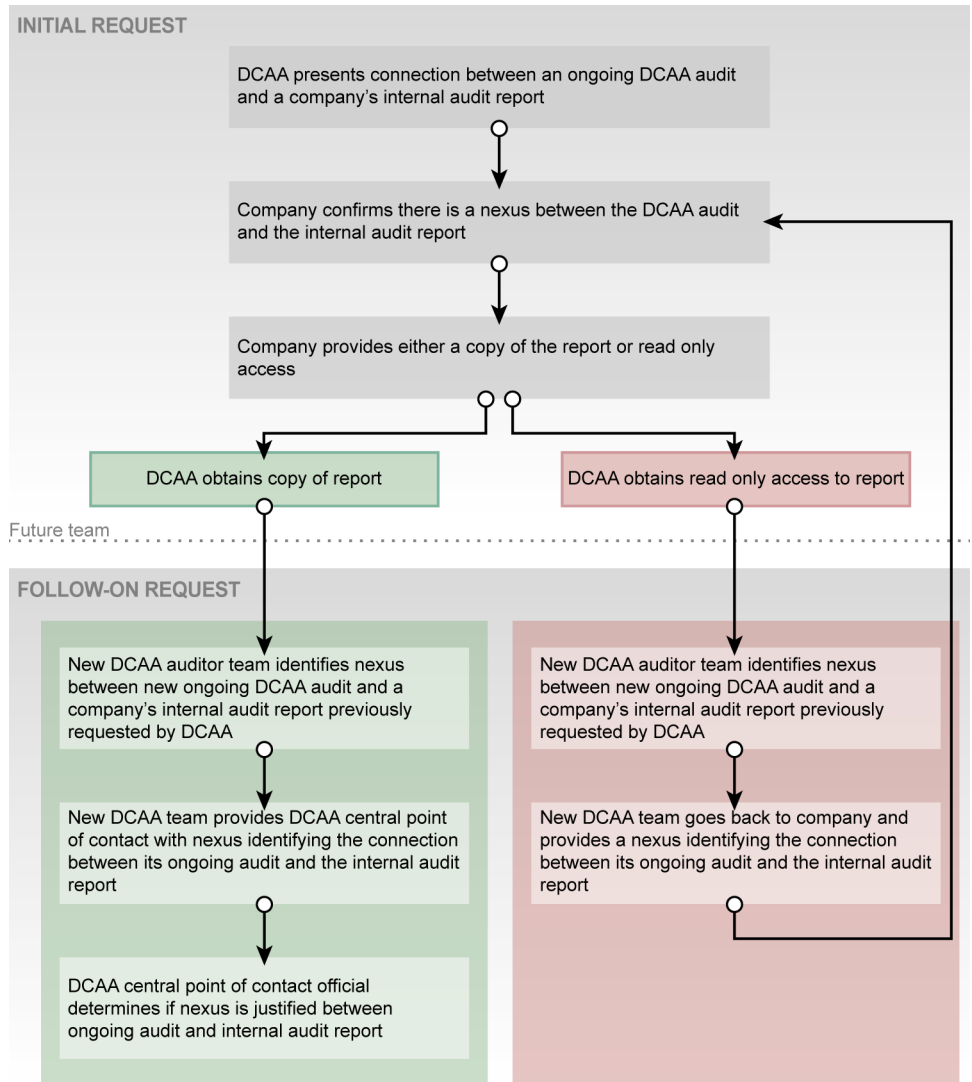 INITIAL REQUEST
DCAA presents connection between an ongoing DCAA audit
and a company's internal audit report
Company confirms there is a nexus between the DCAA audit
and the internal audit report
Company provides either a copy of the report or read only
access
DCAA obtains copy of report
DCAA obtains read only access to report
Future team
FOLLOW-ON REQUEST
New DCAA auditor team identifies nexus
between new ongoing DCAA audit and a
company's internal audit report previously
requested by DCAA
New DCAA team provides DCAA central point
of contact with nexus identifying the connection
between its ongoing audit and the internal audit
report
DCAA central point of contact official
determines if nexus is justified between
ongoing audit and internal audit report
New DCAA auditor team identifies nexus
between new ongoing DCAA audit and a
company's internal audit report previously
requested by DCAA
New DCAA team goes back to company and
provides a nexus identifying the connection
between its ongoing audit and the internal audit
report